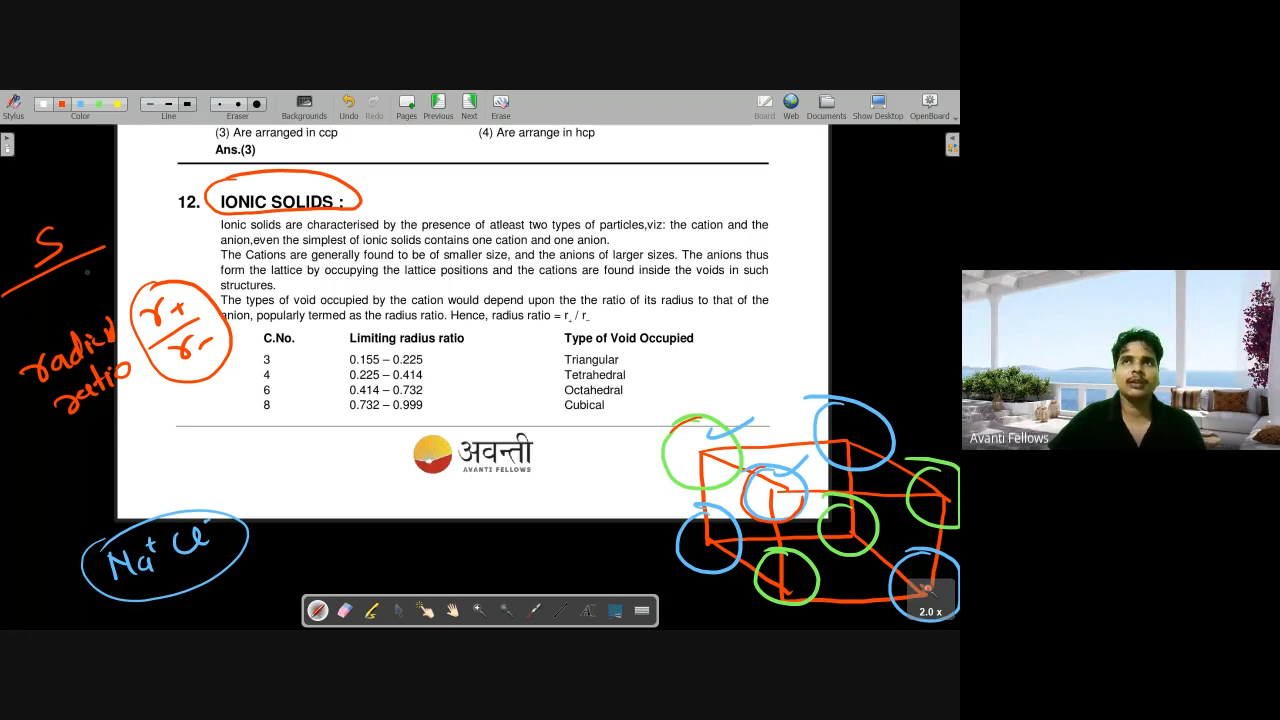 Stylus
Color
Line
Eraser
Backgrounds
Undo
Redo
Pages
Previous
Next
Erase
Board
Web
Documents
Show Desktop
OpenBoard
(3) Are arranged in ccp (4) Are arrange in hcp
Ans.(3)
12. IONIC SOLIDS :
Ionic solids are characterised by the presence of atleast two types of particles,viz: the cation and the
anion,even the simplest of ionic solids contains one cation and one anion.
The Cations are generally found to be of smaller size, and the anions of larger sizes. The anions thus
form the lattice by occupying the lattice positions and the cations are found inside the voids in such
structures.
The types of void occupied by the cation would depend upon the the ratio of its radius to that of the
anion, popularly termed as the radius ratio. Hence, radius ratio = r₊ / r₋
C.No. Limiting radius ratio Type of Void Occupied
3 0.155 – 0.225 Triangular
4 0.225 – 0.414 Tetrahedral
6 0.414 – 0.732 Octahedral
8 0.732 – 0.999 Cubical
अवन्ती
AVANTI FELLOWS
S
r+
r-
radius
ratio
Na⁺ Cl⁻
2.0 x
Avanti Fellows